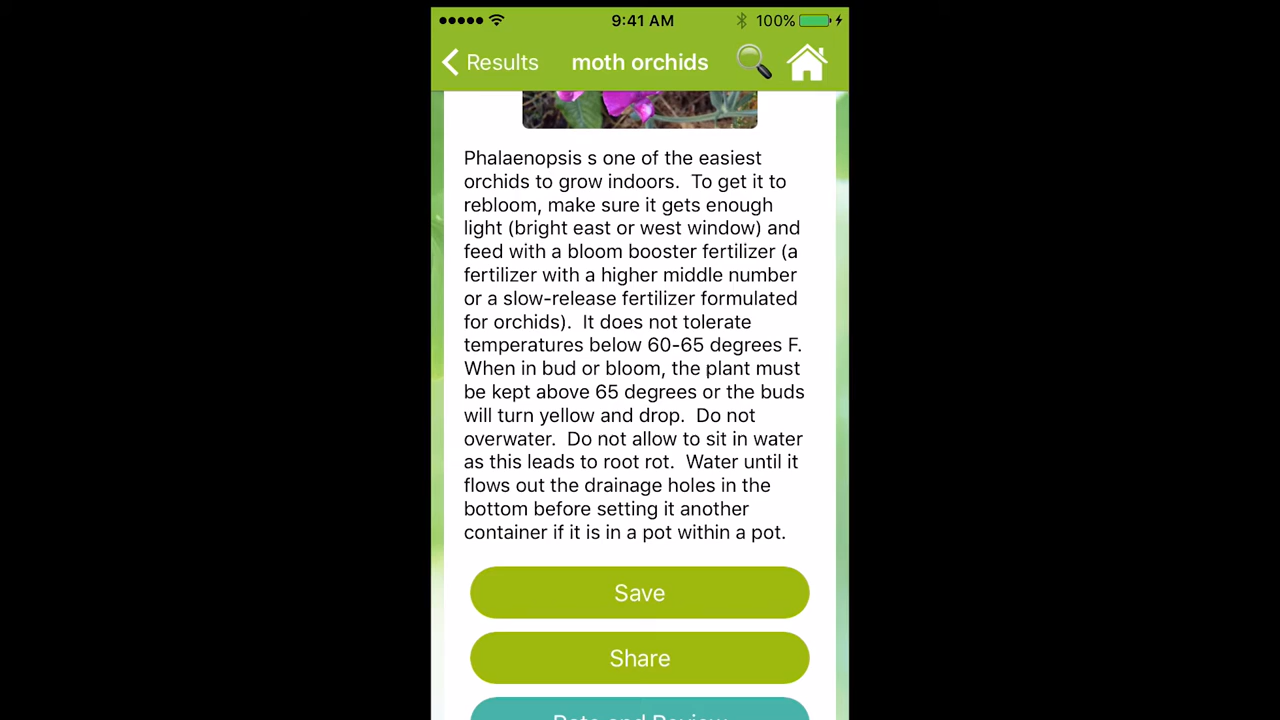 9:41 AM 100%
Results moth orchids
Phalaenopsis s one of the easiest
orchids to grow indoors.  To get it to
rebloom, make sure it gets enough
light (bright east or west window) and
feed with a bloom booster fertilizer (a
fertilizer with a higher middle number
or a slow-release fertilizer formulated
for orchids).  It does not tolerate
temperatures below 60-65 degrees F.
When in bud or bloom, the plant must
be kept above 65 degrees or the buds
will turn yellow and drop.  Do not
overwater.  Do not allow to sit in water
as this leads to root rot.  Water until it
flows out the drainage holes in the
bottom before setting it another
container if it is in a pot within a pot.
Save
Share
Rate and Review